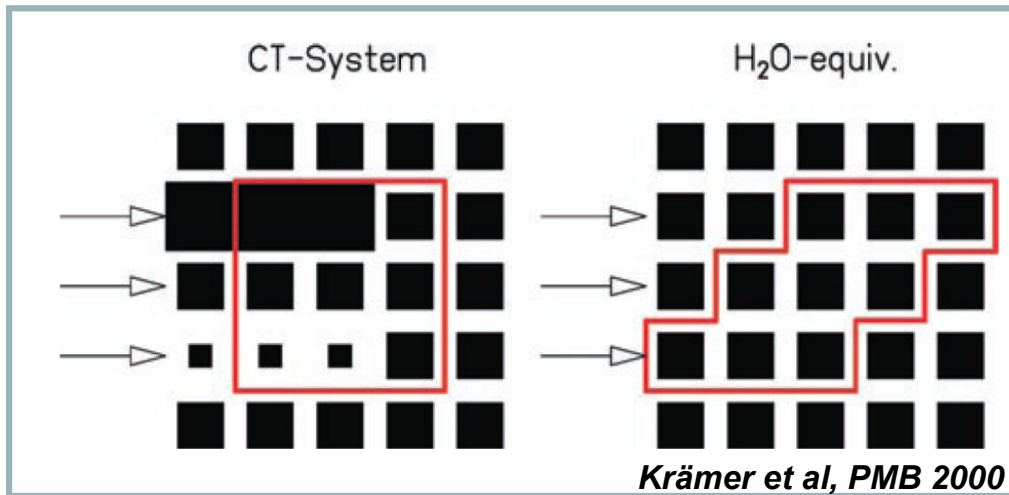 CT-System
H₂O-equiv.
Krämer et al, PMB 2000